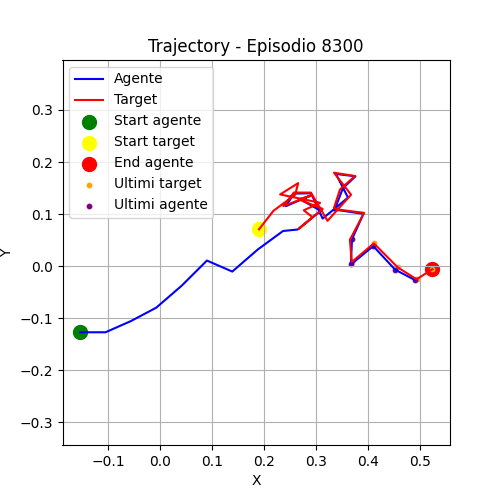 Trajectory - Episodio 8300
Agente
Target
Start agente
Start target
End agente
Ultimi target
Ultimi agente
0.3
0.2
0.1
0.0
−0.1
−0.2
−0.3
Y
−0.1
0.0
0.1
0.2
0.3
0.4
0.5
X